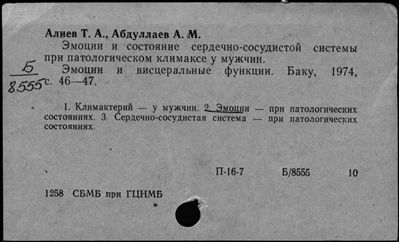 Алиев Т. А., Абдуллаев А. М.
Эмоции и состояние сердечно-сосудистой системы
при патологическом климаксе у мужчин.
Эмоции и висцеральные функции. Баку, 1974,
с. 46—47.
Б
8555
1. Климактерий — у мужчин. 2. Эмоции — при патологических
состояниях. 3. Сердечно-сосудистая система — при патологических
состояниях.
П-16-7 Б/8555 10
1258 СБМБ при ГЦНМБ